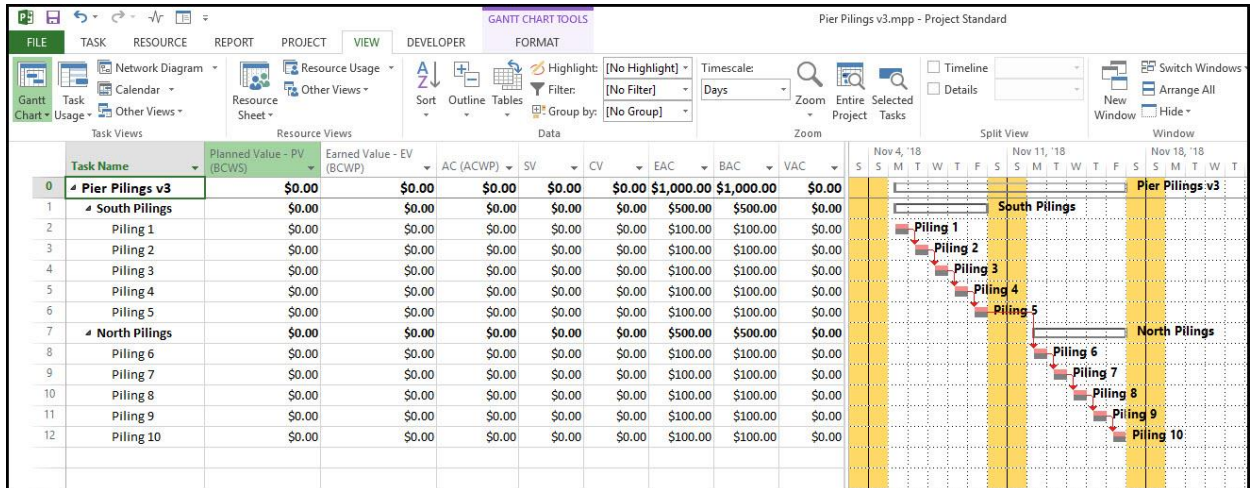 GANTT CHART TOOLS
Pier Pilings v3.mpp - Project Standard
FILE TASK RESOURCE REPORT PROJECT VIEW DEVELOPER FORMAT
Gantt Chart
Task Usage
Network Diagram
Calendar
Other Views
Task Views
Resource Sheet
Resource Usage
Other Views
Resource Views
A Z Sort
Outline
Tables
Highlight: [No Highlight]
Filter: [No Filter]
Group by: [No Group]
Data
Timescale:
Days
Zoom
Entire Project
Selected Tasks
Zoom
Timeline
Details
Split View
New Window
Switch Windows
Arrange All
Hide
Window
Task Name Planned Value - PV (BCWS) Earned Value - EV (BCWP) AC (ACWP) SV CV EAC BAC VAC
Nov 4, '18 Nov 11, '18 Nov 18, '18
S S M T W T F S S M T W T F S S M T W T
0 Pier Pilings v3 $0.00 $0.00 $0.00 $0.00 $0.00 $1,000.00 $1,000.00 $0.00 Pier Pilings v3
1 South Pilings $0.00 $0.00 $0.00 $0.00 $0.00 $500.00 $500.00 $0.00 South Pilings
2 Piling 1 $0.00 $0.00 $0.00 $0.00 $0.00 $100.00 $100.00 $0.00 Piling 1
3 Piling 2 $0.00 $0.00 $0.00 $0.00 $0.00 $100.00 $100.00 $0.00 Piling 2
4 Piling 3 $0.00 $0.00 $0.00 $0.00 $0.00 $100.00 $100.00 $0.00 Piling 3
5 Piling 4 $0.00 $0.00 $0.00 $0.00 $0.00 $100.00 $100.00 $0.00 Piling 4
6 Piling 5 $0.00 $0.00 $0.00 $0.00 $0.00 $100.00 $100.00 $0.00 Piling 5
7 North Pilings $0.00 $0.00 $0.00 $0.00 $0.00 $500.00 $500.00 $0.00 North Pilings
8 Piling 6 $0.00 $0.00 $0.00 $0.00 $0.00 $100.00 $100.00 $0.00 Piling 6
9 Piling 7 $0.00 $0.00 $0.00 $0.00 $0.00 $100.00 $100.00 $0.00 Piling 7
10 Piling 8 $0.00 $0.00 $0.00 $0.00 $0.00 $100.00 $100.00 $0.00 Piling 8
11 Piling 9 $0.00 $0.00 $0.00 $0.00 $0.00 $100.00 $100.00 $0.00 Piling 9
12 Piling 10 $0.00 $0.00 $0.00 $0.00 $0.00 $100.00 $100.00 $0.00 Piling 10